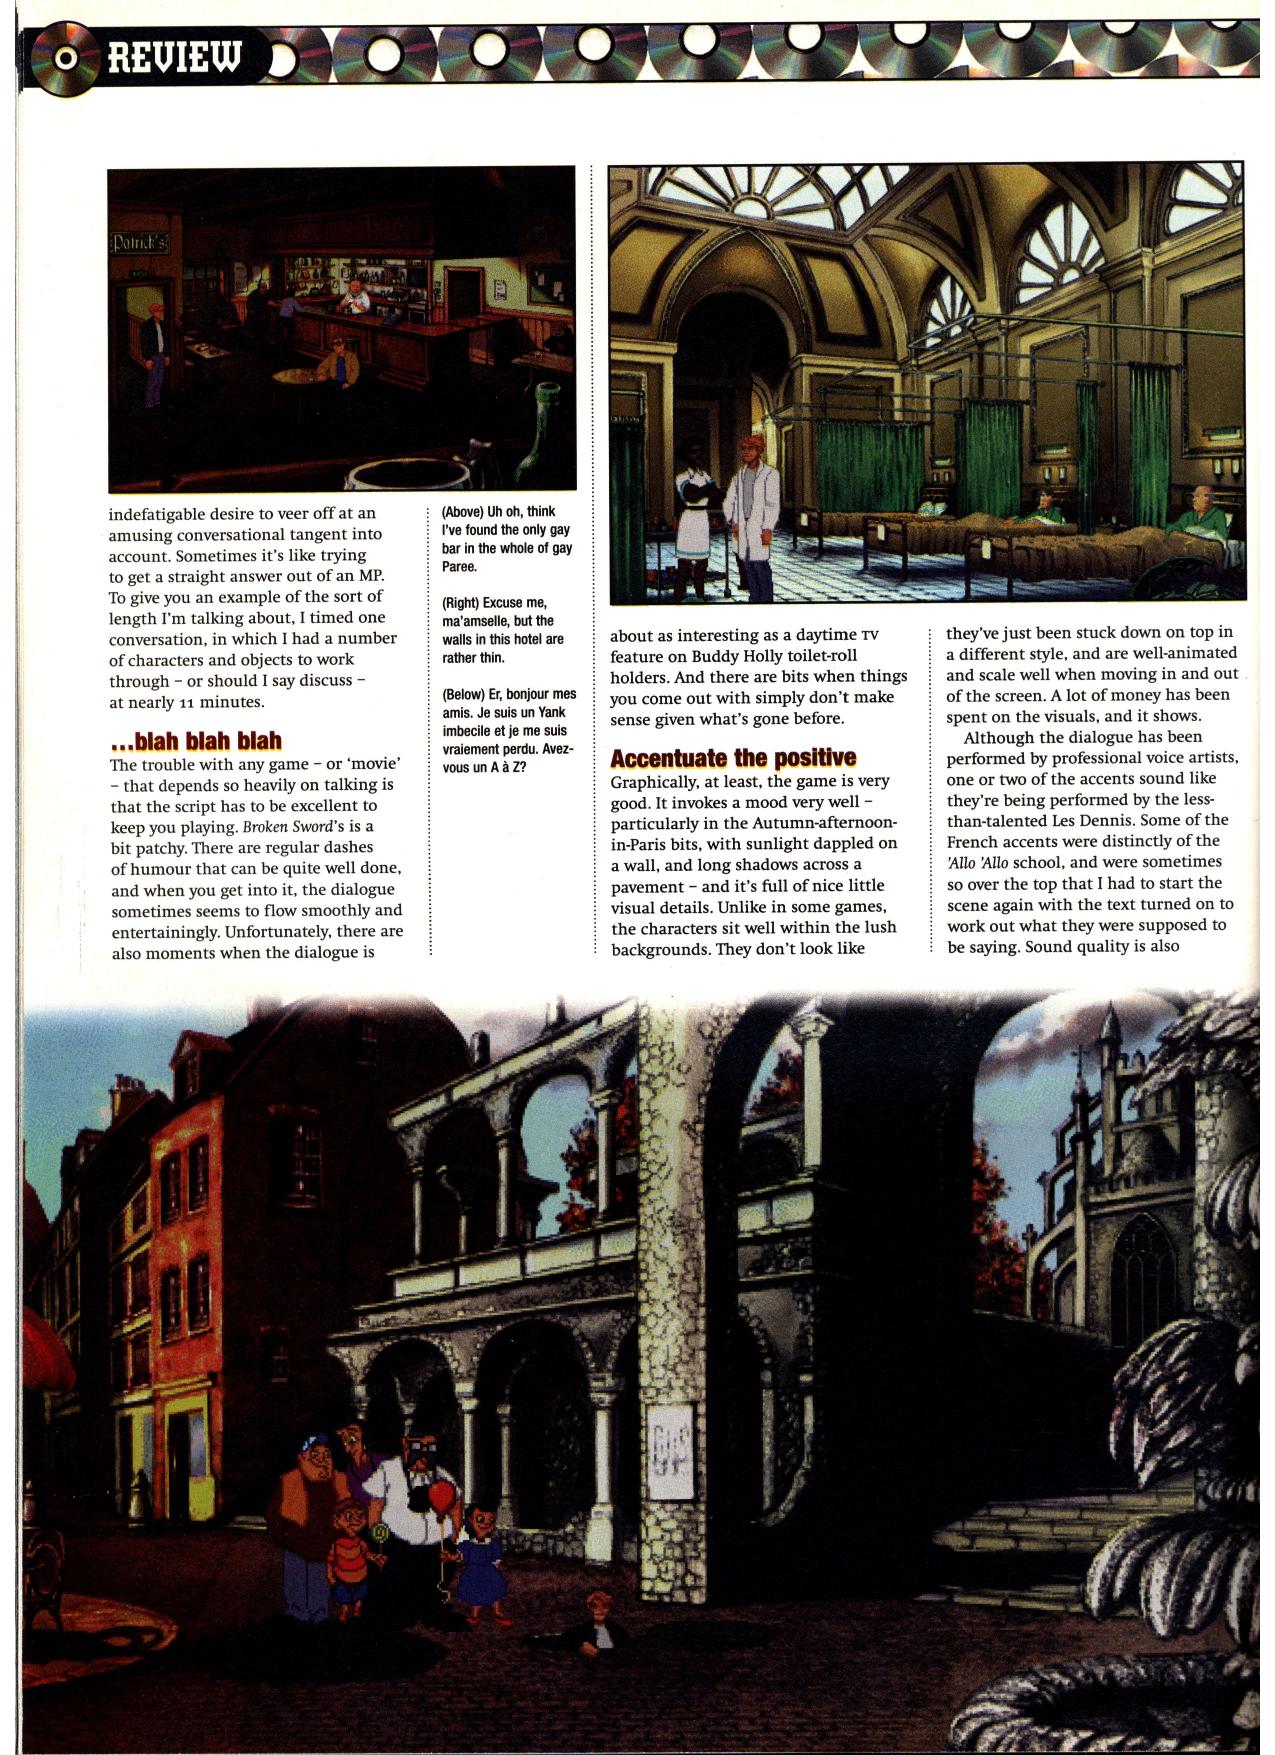 REVIEW
Patrick's
indefatigable desire to veer off at an
amusing conversational tangent into
account. Sometimes it's like trying
to get a straight answer out of an MP.
To give you an example of the sort of
length I'm talking about, I timed one
conversation, in which I had a number
of characters and objects to work
through – or should I say discuss –
at nearly 11 minutes.
...blah blah blah
The trouble with any game – or 'movie'
– that depends so heavily on talking is
that the script has to be excellent to
keep you playing. Broken Sword's is a
bit patchy. There are regular dashes
of humour that can be quite well done,
and when you get into it, the dialogue
sometimes seems to flow smoothly and
entertainingly. Unfortunately, there are
also moments when the dialogue is
(Above) Uh oh, think
I've found the only gay
bar in the whole of gay
Paree.
(Right) Excuse me,
ma'amselle, but the
walls in this hotel are
rather thin.
(Below) Er, bonjour mes
amis. Je suis un Yank
imbecile et je me suis
vraiement perdu. Avez-
vous un A à Z?
about as interesting as a daytime TV
feature on Buddy Holly toilet-roll
holders. And there are bits when things
you come out with simply don't make
sense given what's gone before.
Accentuate the positive
Graphically, at least, the game is very
good. It invokes a mood very well –
particularly in the Autumn-afternoon-
in-Paris bits, with sunlight dappled on
a wall, and long shadows across a
pavement – and it's full of nice little
visual details. Unlike in some games,
the characters sit well within the lush
backgrounds. They don't look like
they've just been stuck down on top in
a different style, and are well-animated
and scale well when moving in and out
of the screen. A lot of money has been
spent on the visuals, and it shows.
Although the dialogue has been
performed by professional voice artists,
one or two of the accents sound like
they're being performed by the less-
than-talented Les Dennis. Some of the
French accents were distinctly of the
'Allo 'Allo school, and were sometimes
so over the top that I had to start the
scene again with the text turned on to
work out what they were supposed to
be saying. Sound quality is also